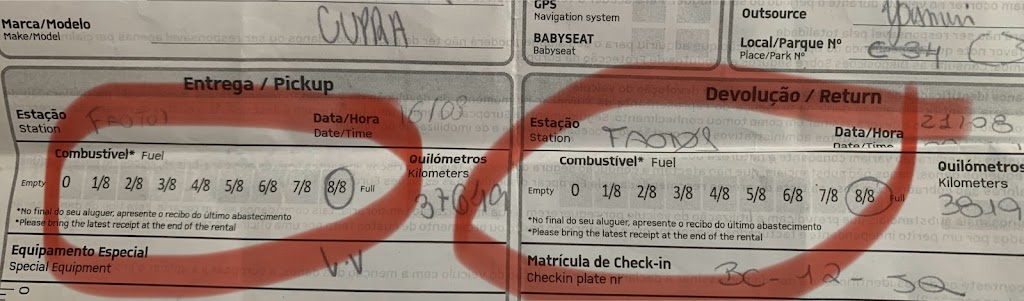 Marca/Modelo
Make/Model
CUPRA
GPS
Navigation system
BABYSEAT
Babyseat
Outsource
Local/Parque Nº
Place/Park Nº
Entrega / Pickup
Estação
Station
Data/Hora
Date/Time
16/08
Combustível* Fuel
Empty 0 1/8 2/8 3/8 4/8 5/8 6/8 7/8 8/8 Full
Quilómetros
Kilometers
*No final do seu aluguer, apresente o recibo do último abastecimento
*Please bring the latest receipt at the end of the rental
Equipamento Especial
Special Equipment
V.V
Devolução / Return
Estação
Station
Data/Hora
Date/Time
21/08
Combustível* Fuel
Empty 0 1/8 2/8 3/8 4/8 5/8 6/8 7/8 8/8 Full
Quilómetros
Kilometers
3819
*No final do seu aluguer, apresente o recibo do último abastecimento
*Please bring the latest receipt at the end of the rental
Matrícula de Check-in
Checkin plate nr
BC-12-JQ